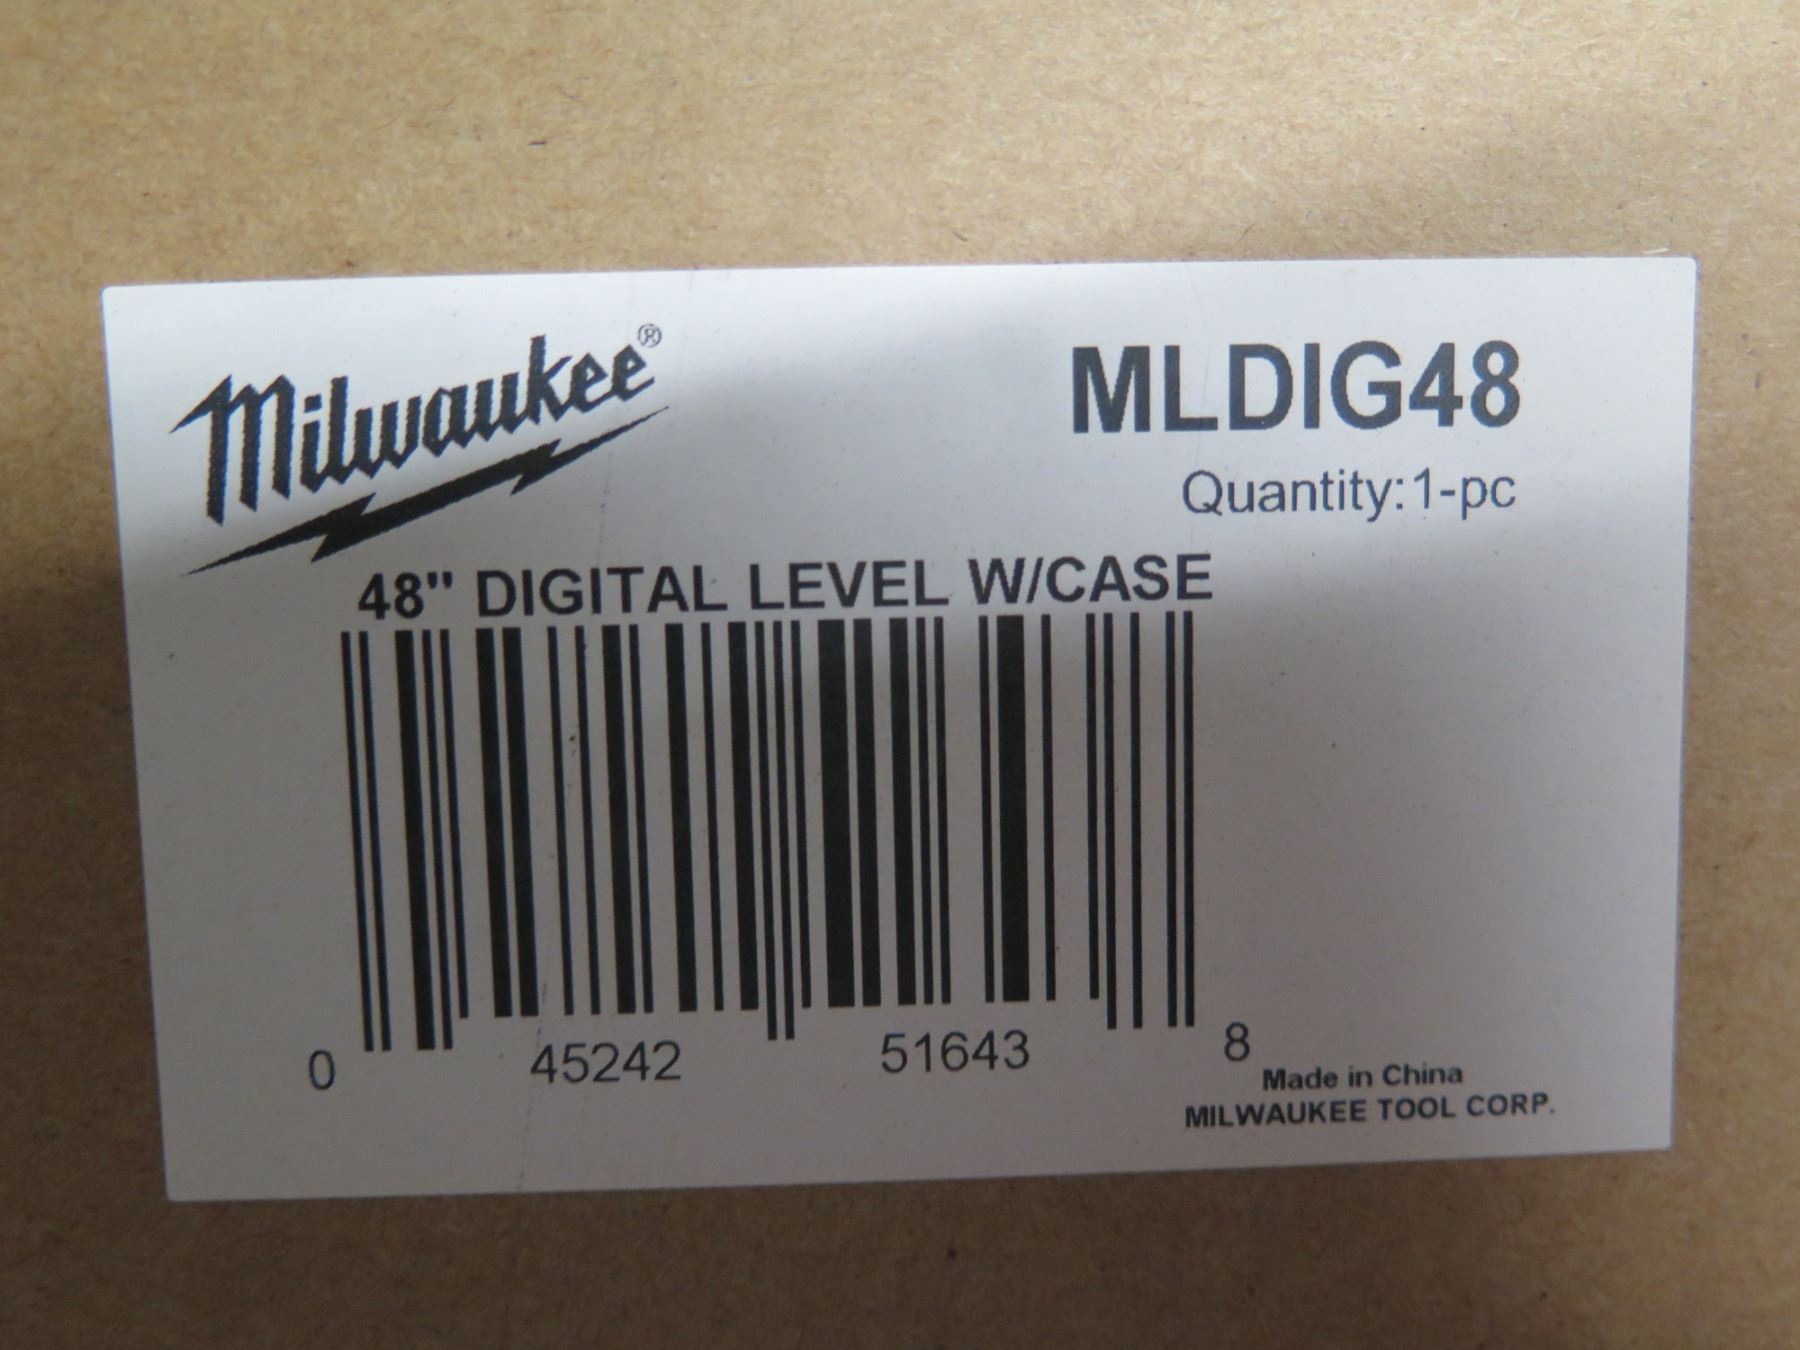 Milwaukee®
MLDIG48
Quantity:1-pc
48" DIGITAL LEVEL W/CASE
0 45242 51643 8
Made in China
MILWAUKEE TOOL CORP.